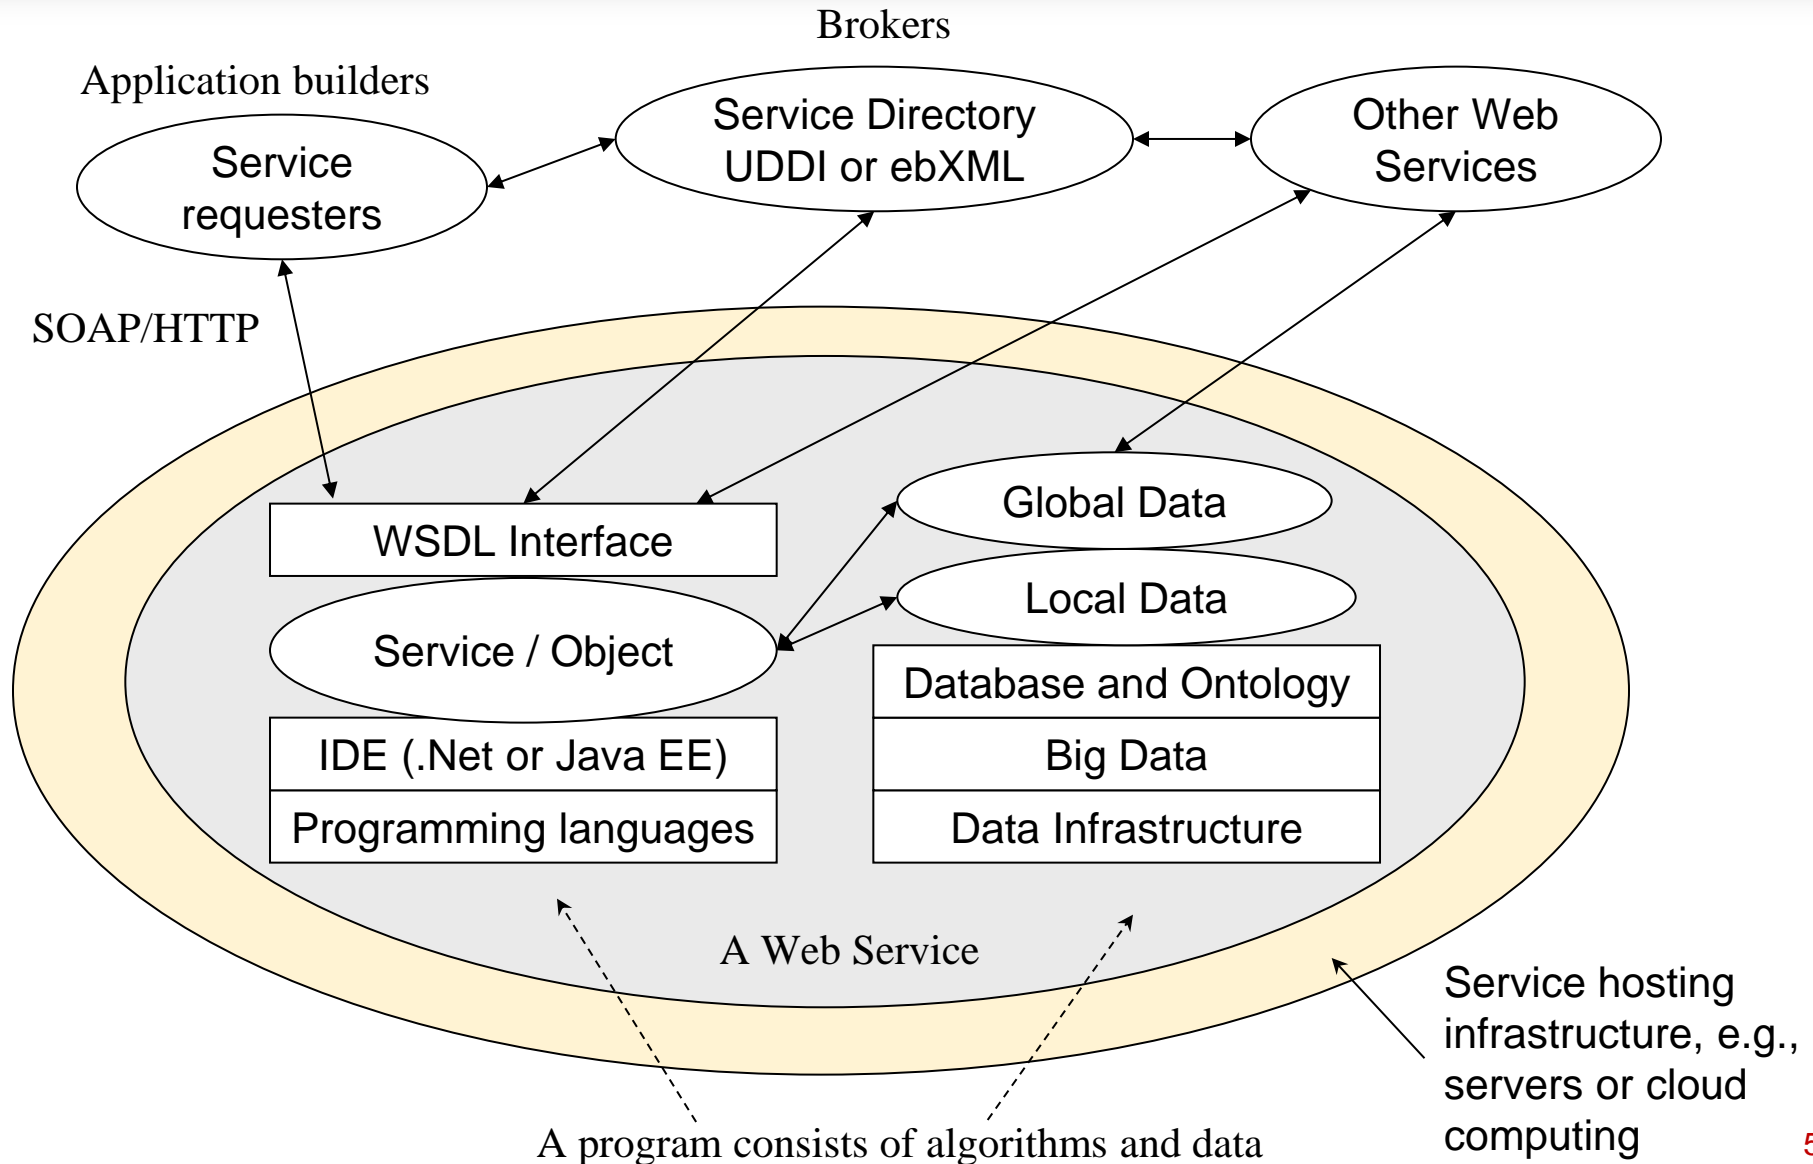 Brokers
Application builders
Service
requesters
Service Directory
UDDI or ebXML
Other Web
Services
SOAP/HTTP
WSDL Interface
Service / Object
IDE (.Net or Java EE)
Programming languages
Global Data
Local Data
Database and Ontology
Big Data
Data Infrastructure
A Web Service
Service hosting
infrastructure, e.g.,
servers or cloud
computing
A program consists of algorithms and data
5